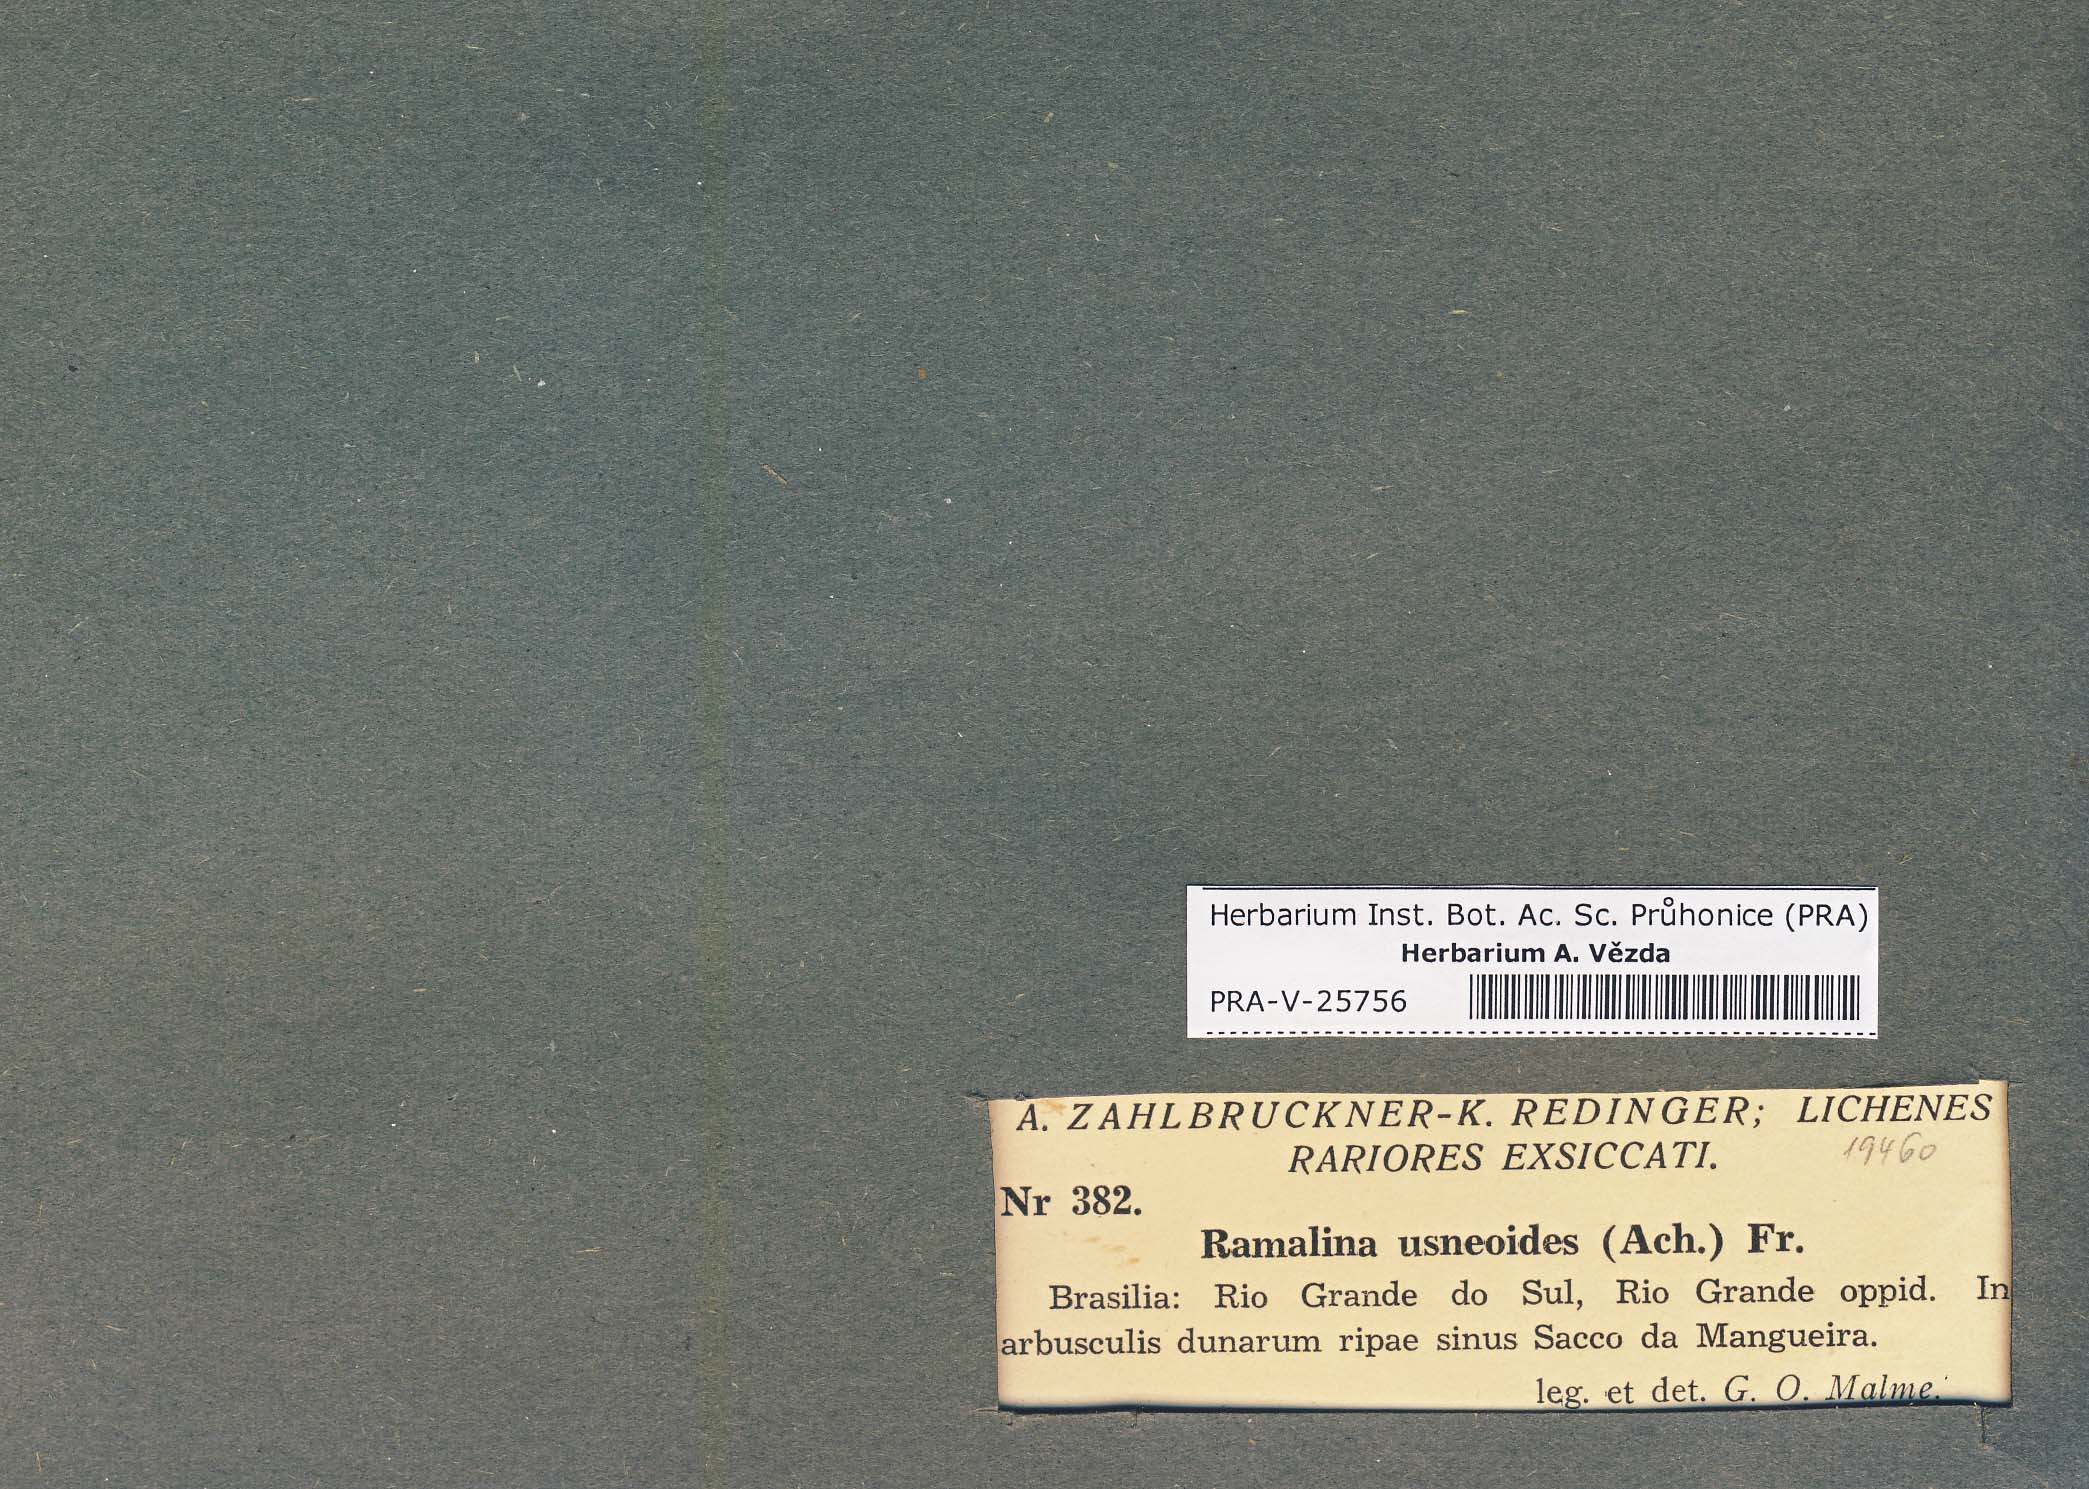 Herbarium Inst. Bot. Ac. Sc. Průhonice (PRA)
Herbarium A. Vězda
PRA-V-25756
A. ZAHLBRUCKNER-K. REDINGER; LICHENES
RARIORES EXSICCATI.
19460
Nr 382.
Ramalina usneoides (Ach.) Fr.
Brasilia: Rio Grande do Sul, Rio Grande oppid. In
arbusculis dunarum ripae sinus Sacco da Mangueira.
leg. et det. G. O. Malme.